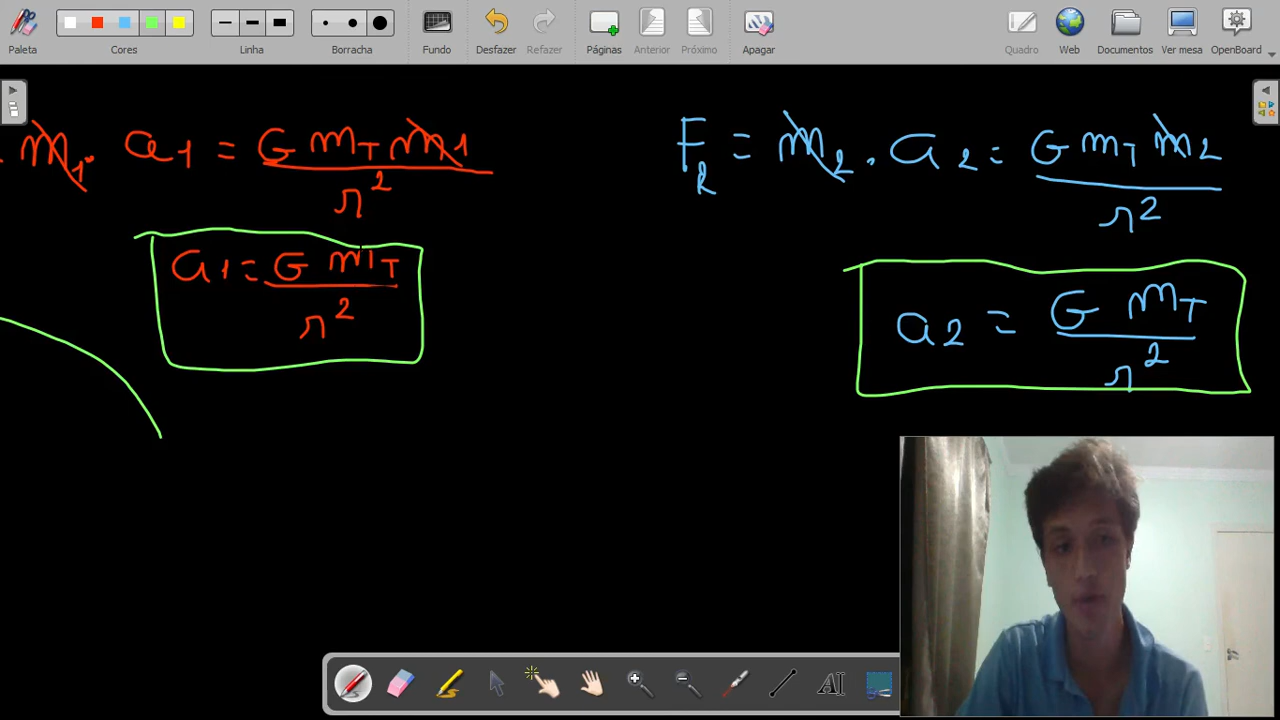 Paleta Cores Linha Borracha Fundo Desfazer Refazer Páginas Anterior Próximo Apagar Quadro Web Documentos Ver mesa OpenBoard
. m1. a1 = G mT m1
r²
a1 = G mT
r²
FR = m2 . a2 = G mT m2
r²
a2 = G mT
r²
AI